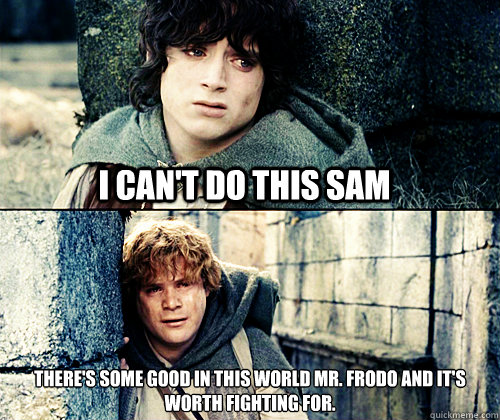 I CAN'T DO THIS SAM
THERE'S SOME GOOD IN THIS WORLD MR. FRODO AND IT'S
WORTH FIGHTING FOR.
quickmeme.com